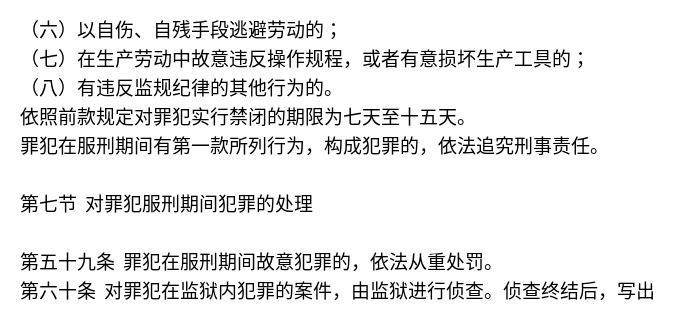 （六）以自伤、自残手段逃避劳动的；
（七）在生产劳动中故意违反操作规程，或者有意损坏生产工具的；
（八）有违反监规纪律的其他行为的。
依照前款规定对罪犯实行禁闭的期限为七天至十五天。
罪犯在服刑期间有第一款所列行为，构成犯罪的，依法追究刑事责任。
第七节 对罪犯服刑期间犯罪的处理
第五十九条 罪犯在服刑期间故意犯罪的，依法从重处罚。
第六十条 对罪犯在监狱内犯罪的案件，由监狱进行侦查。侦查终结后，写出